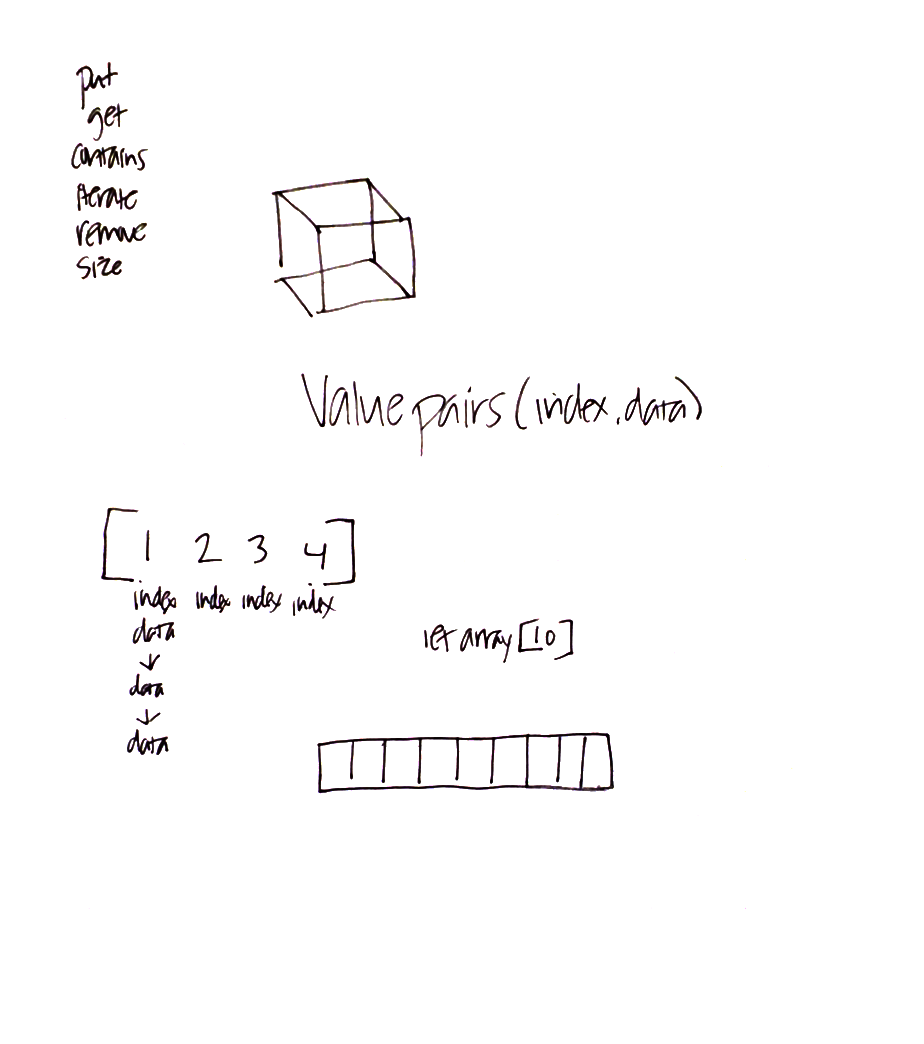 put
get
contains
iterate
remove
size
Value pairs (index, data)
[1 2 3 4]
index index index index
data
data
data
let array [10]